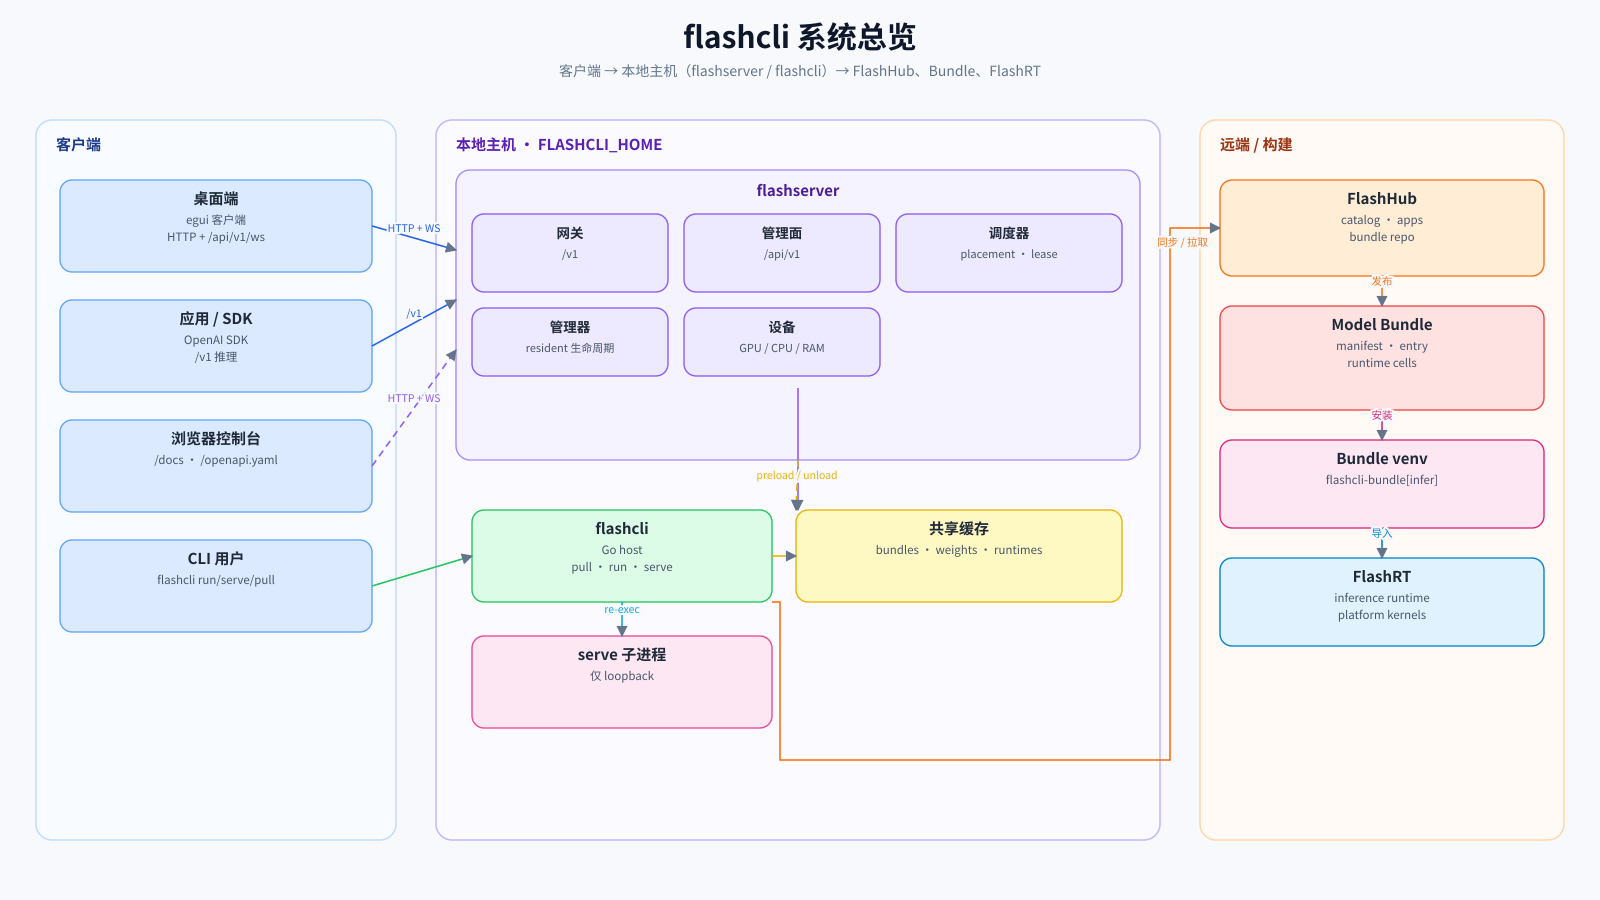 flashcli 系统总览
客户端 → 本地主机（flashserver / flashcli）→ FlashHub、Bundle、FlashRT
客户端
桌面端
egui 客户端
HTTP + /api/v1/ws
应用 / SDK
OpenAI SDK
/v1 推理
浏览器控制台
/docs • /openapi.yaml
CLI 用户
flashcli run/serve/pull
HTTP + WS
/v1
HTTP + WS
本地主机 • FLASHCLI_HOME
flashserver
网关
/v1
管理面
/api/v1
调度器
placement • lease
管理器
resident 生命周期
设备
GPU / CPU / RAM
preload / unload
flashcli
Go host
pull • run • serve
共享缓存
bundles • weights • runtimes
re-exec
serve 子进程
仅 loopback
同步 / 拉取
远端 / 构建
FlashHub
catalog • apps
bundle repo
发布
Model Bundle
manifest • entry
runtime cells
安装
Bundle venv
flashcli-bundle[infer]
导入
FlashRT
inference runtime
platform kernels